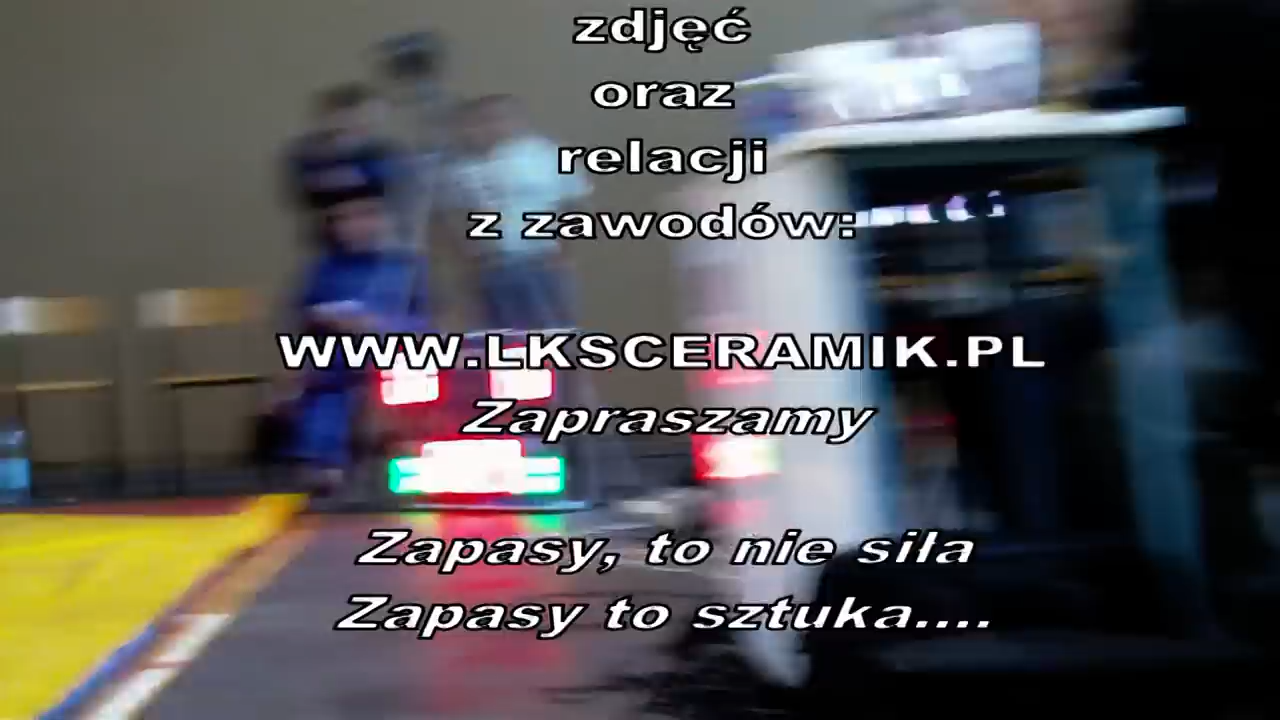 zdjęć
oraz
relacji
z zawodów:
WWW.LKSCERAMIK.PL
Zapraszamy
Zapasy, to nie siła
Zapasy to sztuka....